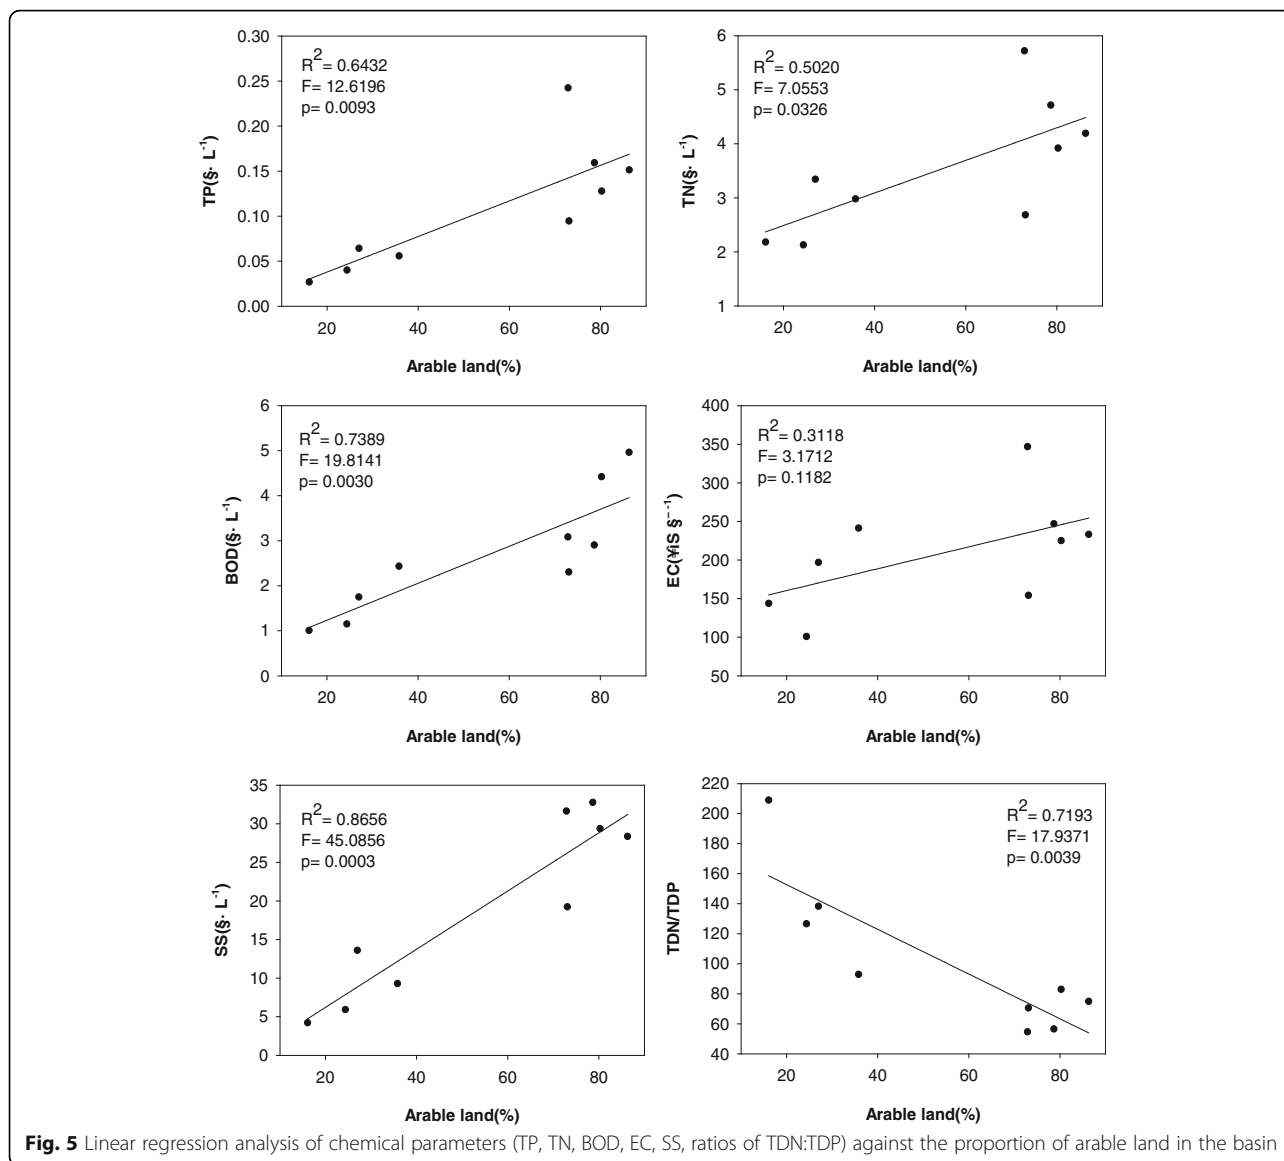 0.30
0.25
0.20
0.15
0.10
0.05
0.00
TP(§· L-1)
R2= 0.6432
F= 12.6196
p= 0.0093
20 40 60 80
Arable land(%)
6
5
4
3
2
1
TN(§· L-1)
R2= 0.5020
F= 7.0553
p= 0.0326
20 40 60 80
Arable land(%)
6
5
4
3
2
1
0
BOD(§· L-1)
R2= 0.7389
F= 19.8141
p= 0.0030
20 40 60 80
Arable land(%)
400
350
300
250
200
150
100
50
EC(¥ìS §¯-1)
R2= 0.3118
F= 3.1712
p= 0.1182
20 40 60 80
Arable land(%)
35
30
25
20
15
10
5
0
SS(§· L-1)
R2= 0.8656
F= 45.0856
p= 0.0003
20 40 60 80
Arable land(%)
220
200
180
160
140
120
100
80
60
40
TDN/TDP
R2= 0.7193
F= 17.9371
p= 0.0039
20 40 60 80
Arable land(%)
Fig. 5 Linear regression analysis of chemical parameters (TP, TN, BOD, EC, SS, ratios of TDN:TDP) against the proportion of arable land in the basin